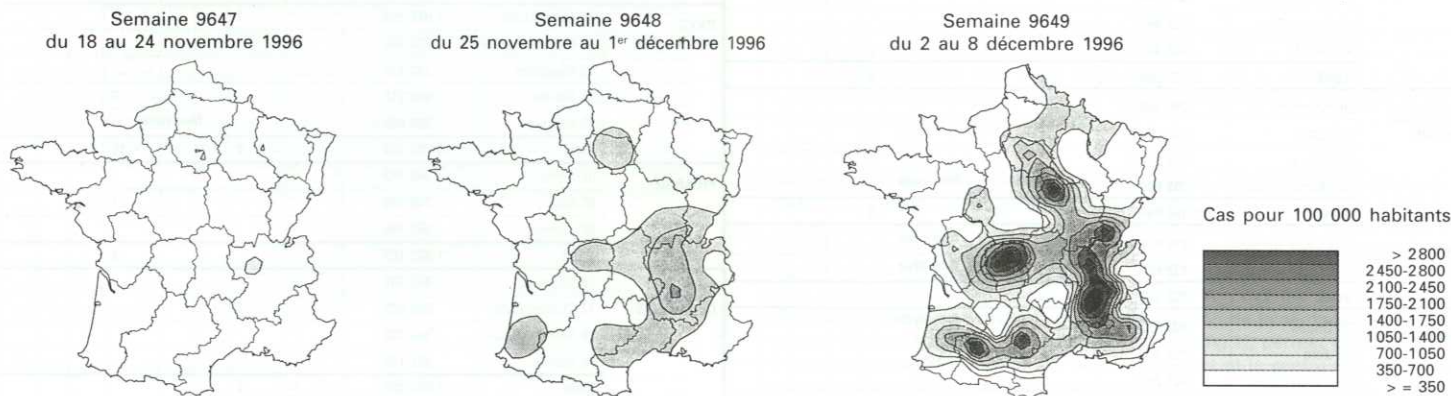 Semaine 9647
du 18 au 24 novembre 1996
Semaine 9648
du 25 novembre au 1er décembre 1996
Semaine 9649
du 2 au 8 décembre 1996
Cas pour 100 000 habitants
> 2800
2450-2800
2100-2450
1750-2100
1400-1750
1050-1400
700-1050
350-700
> = 350